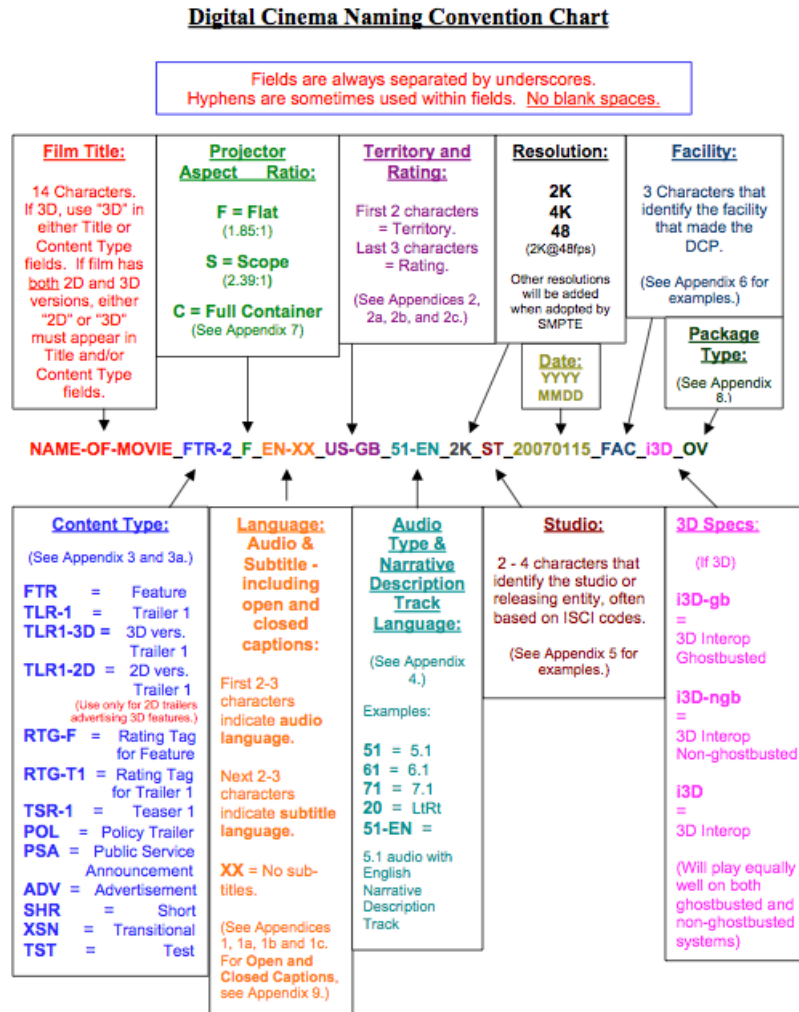 Digital Cinema Naming Convention Chart
Fields are always separated by underscores.
Hyphens are sometimes used within fields. No blank spaces.
Film Title:
14 Characters.
If 3D, use "3D" in
either Title or
Content Type
fields. If film has
both 2D and 3D
versions, either
"2D" or "3D"
must appear in
Title and/or
Content Type
fields.
Projector
Aspect Ratio:
F = Flat
(1.85:1)
S = Scope
(2.39:1)
C = Full Container
(See Appendix 7)
Territory and
Rating:
First 2 characters
= Territory.
Last 3 characters
= Rating.
(See Appendices 2,
2a, 2b, and 2c.)
Resolution:
2K
4K
48
(2K@48fps)
Other resolutions
will be added
when adopted by
SMPTE
Date:
YYYY
MMDD
Facility:
3 Characters that
identify the facility
that made the
DCP.
(See Appendix 6 for
examples.)
Package
Type:
(See Appendix
8.)
NAME-OF-MOVIE_FTR-2_F_EN-XX_US-GB_51-EN_2K_ST_20070115_FAC_i3D_OV
Content Type:
(See Appendix 3 and 3a.)
FTR = Feature
TLR-1 = Trailer 1
TLR1-3D = 3D vers.
Trailer 1
TLR1-2D = 2D vers.
Trailer 1
(Use only for 2D trailers
advertising 3D features.)
RTG-F = Rating Tag
for Feature
RTG-T1 = Rating Tag
for Trailer 1
TSR-1 = Teaser 1
POL = Policy Trailer
PSA = Public Service
Announcement
ADV = Advertisement
SHR = Short
XSN = Transitional
TST = Test
Language:
Audio &
Subtitle -
including
open and
closed
captions:
First 2-3
characters
indicate audio
language.
Next 2-3
characters
indicate subtitle
language.
XX = No sub-
titles.
(See Appendices
1, 1a, 1b and 1c.
For Open and
Closed Captions,
see Appendix 9.)
Audio
Type &
Narrative
Description
Track
Language:
(See Appendix
4.)
Examples:
51 = 5.1
61 = 6.1
71 = 7.1
20 = LtRt
51-EN =
5.1 audio with
English
Narrative
Description
Track
Studio:
2 - 4 characters that
identify the studio or
releasing entity, often
based on ISCI codes.
(See Appendix 5 for
examples.)
3D Specs:
(If 3D)
i3D-gb
=
3D Interop
Ghostbusted
i3D-ngb
=
3D Interop
Non-ghostbusted
i3D
=
3D Interop
(Will play equally
well on both
ghostbusted and
non-ghostbusted
systems)